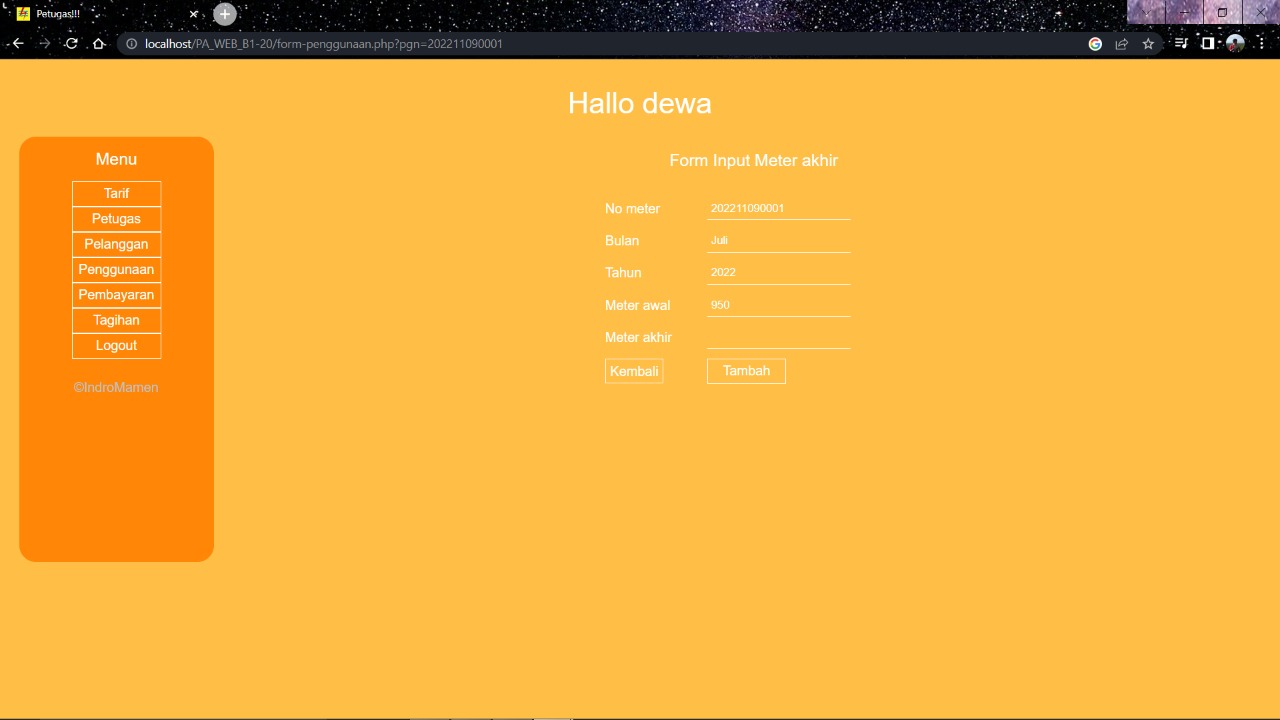 Petugas!!!
localhost/PA_WEB_B1-20/form-penggunaan.php?pgn=202211090001
Hallo dewa
Menu
Tarif
Petugas
Pelanggan
Penggunaan
Pembayaran
Tagihan
Logout
©IndroMamen
Form Input Meter akhir
No meter 202211090001
Bulan Juli
Tahun 2022
Meter awal 950
Meter akhir
Kembali Tambah